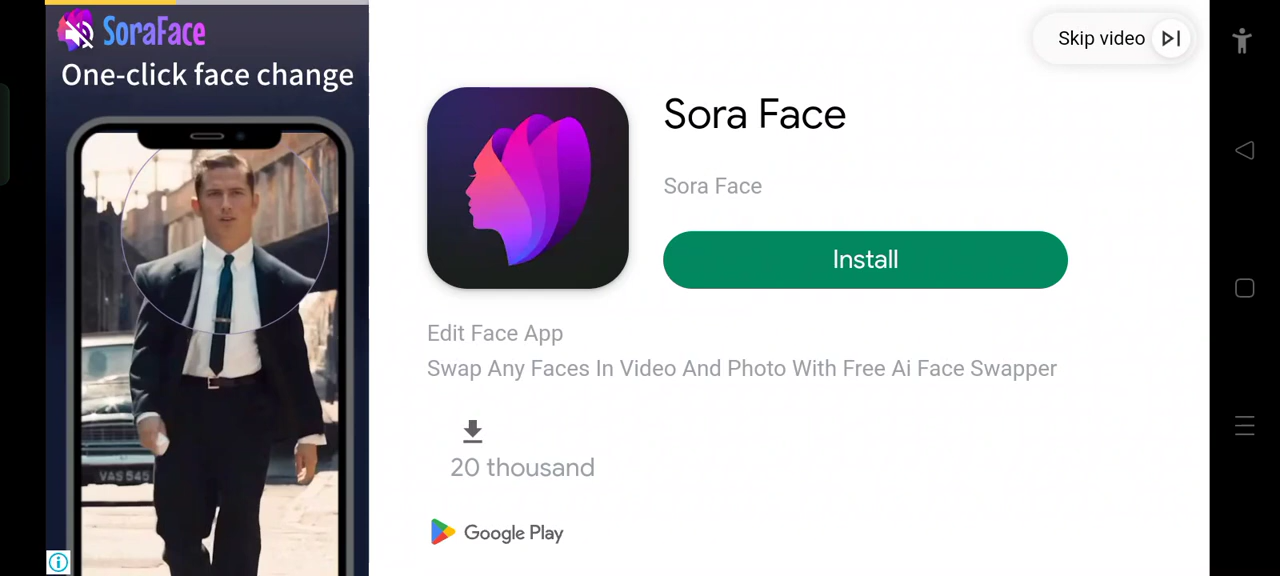 SoraFace
One-click face change
VAS 545
Skip video
Sora Face
Sora Face
Install
Edit Face App
Swap Any Faces In Video And Photo With Free Ai Face Swapper
20 thousand
Google Play